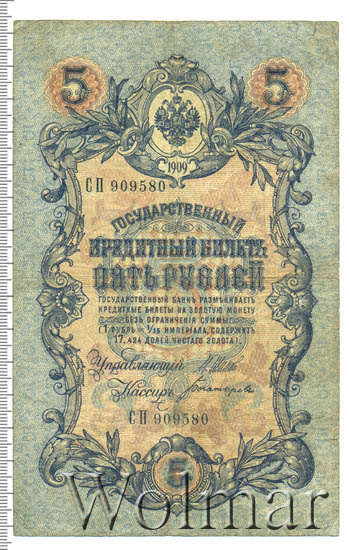 5 5
1909
СП 909580
ГОСУДАРСТВЕННЫЙ
КРЕДИТНЫЙ БИЛЕТЪ
ПЯТЬ РУБЛЕЙ
ГОСУДАРСТВЕННЫЙ БАНКЪ РАЗМѢНИВАЕТЪ
КРЕДИТНЫЕ БИЛЕТЫ НА ЗОЛОТУЮ МОНЕТУ
БЕЗЪ ОГРАНИЧЕНІЯ СУММЫ
(1 РУБЛЬ = 1/15 ИМПЕРІАЛА, СОДЕРЖИТЪ
17,424 ДОЛЕЙ ЧИСТАГО ЗОЛОТА).
Управляющій
Кассиръ
СП 909580
5
Wolmar